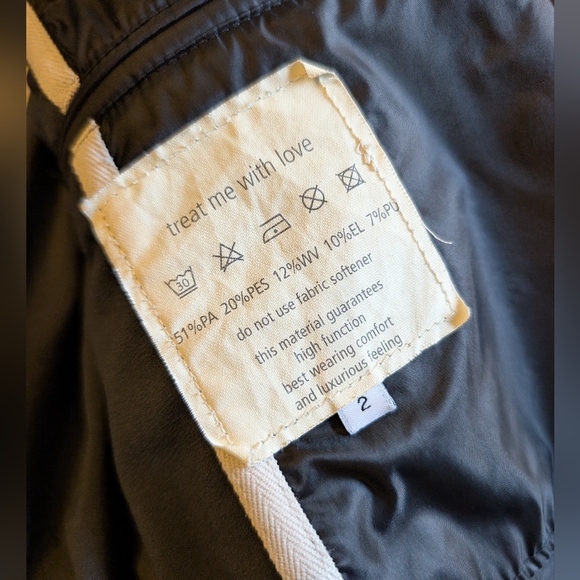 treat me with love
30
51%PA 20%PES 12%WV 10%EL 7%PU
do not use fabric softener
this material guarantees
high function
best wearing comfort
and luxurious feeling
2